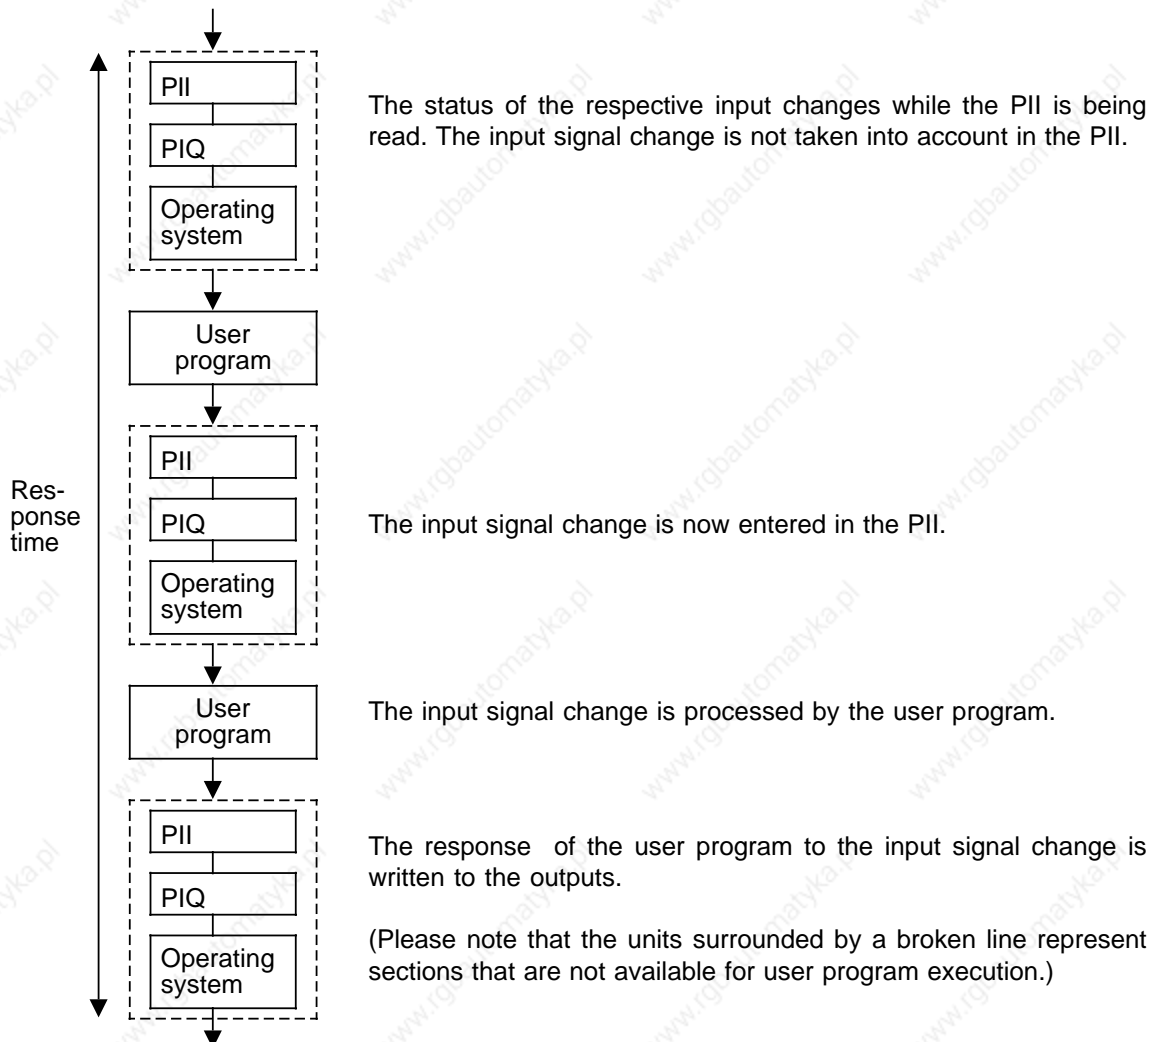 PII
PIQ
Operating
system
The status of the respective input changes while the PII is being
read. The input signal change is not taken into account in the PII.
User
program
Res-
ponse
time
PII
PIQ
Operating
system
The input signal change is now entered in the PII.
User
program
The input signal change is processed by the user program.
PII
PIQ
Operating
system
The response of the user program to the input signal change is
written to the outputs.
(Please note that the units surrounded by a broken line represent
sections that are not available for user program execution.)
www.rgbautomatyka.pl